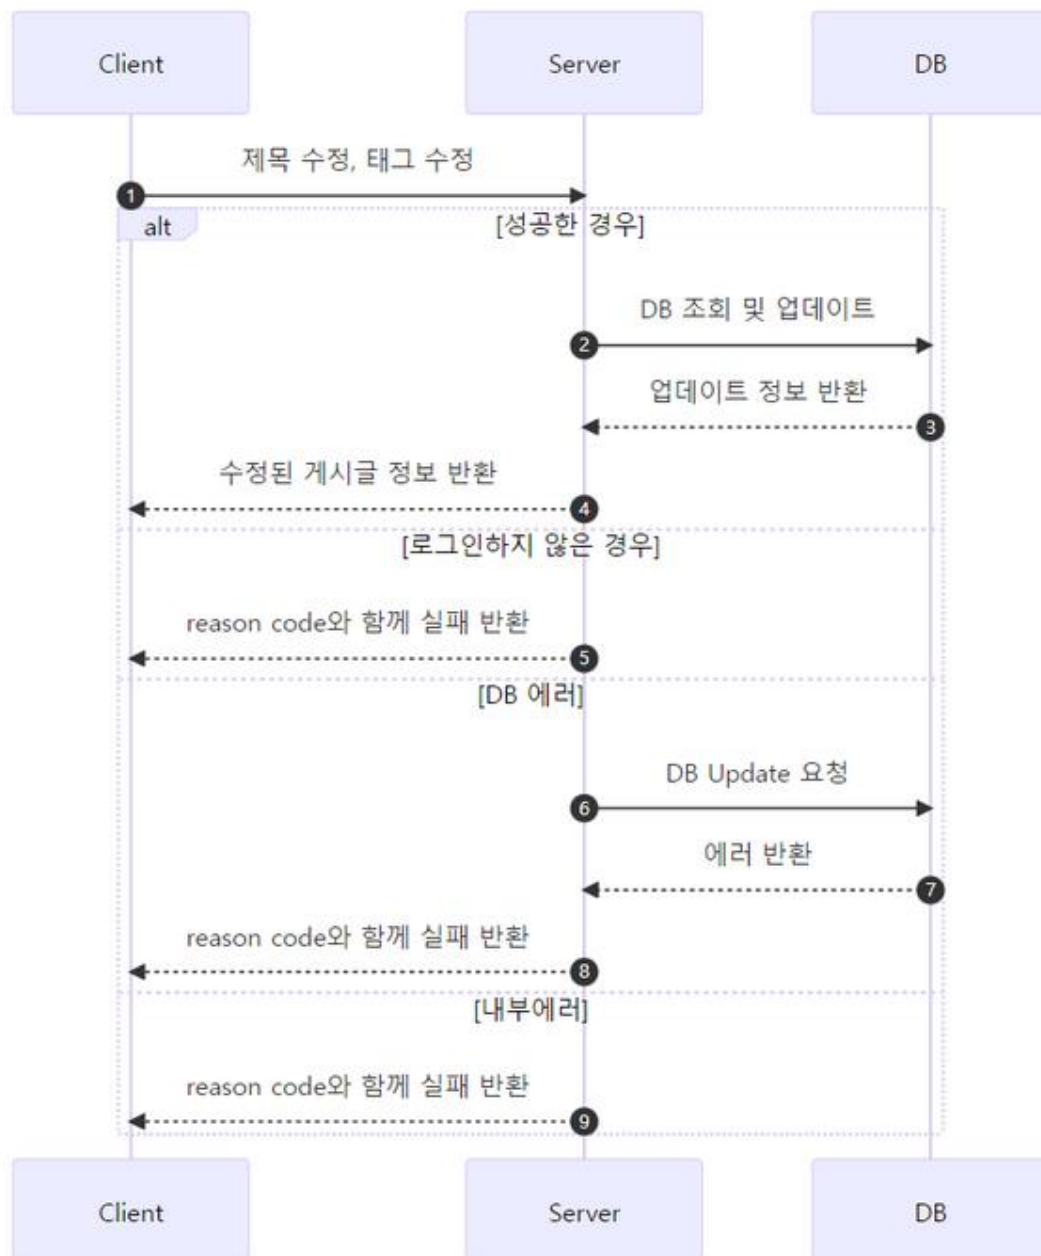 Client
Server
DB
제목 수정, 태그 수정
1
alt
[성공한 경우]
DB 조회 및 업데이트
2
업데이트 정보 반환
3
수정된 게시글 정보 반환
4
[로그인하지 않은 경우]
reason code와 함께 실패 반환
5
[DB 에러]
DB Update 요청
6
에러 반환
7
reason code와 함께 실패 반환
8
[내부에러]
reason code와 함께 실패 반환
9
Client
Server
DB